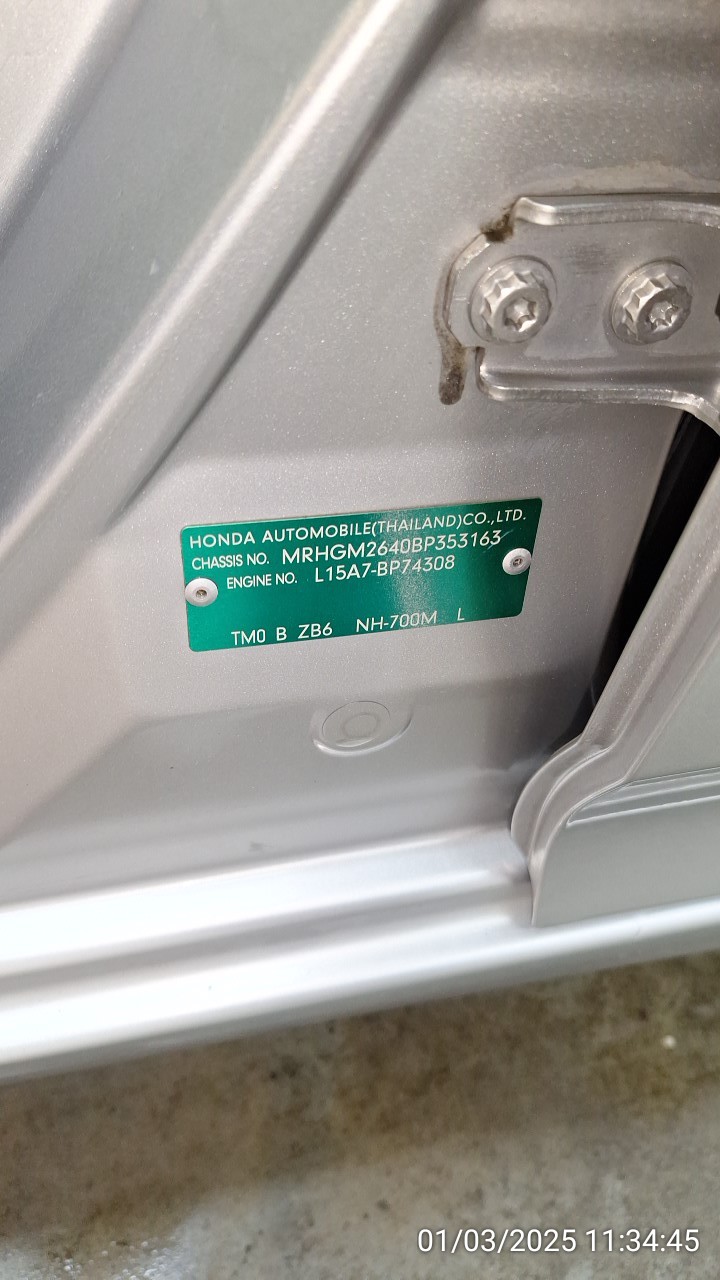 HONDA AUTOMOBILE(THAILAND)CO.,LTD.
CHASSIS NO. MRHGM2640BP353163
ENGINE NO. L15A7-BP74308
TM0 B ZB6 NH-700M L
01/03/2025 11:34:45